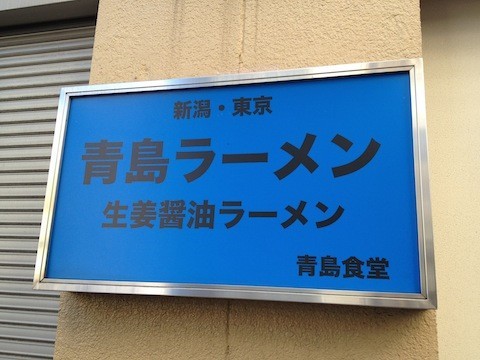 新潟・東京
青島ラーメン
生姜醤油ラーメン
青島食堂